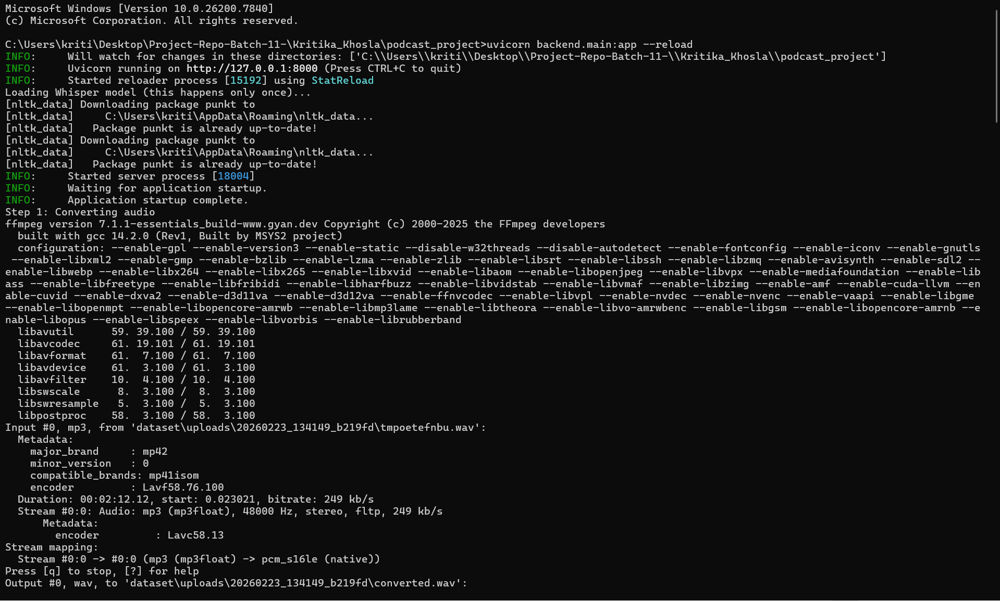 Microsoft Windows [Version 10.0.26200.7840]
(c) Microsoft Corporation. All rights reserved.

C:\Users\kriti\Desktop\Project-Repo-Batch-11-\Kritika_Khosla\podcast_project>uvicorn backend.main:app --reload
INFO:     Will watch for changes in these directories: ['C:\\Users\\kriti\\Desktop\\Project-Repo-Batch-11-\\Kritika_Khosla\\podcast_project']
INFO:     Uvicorn running on http://127.0.0.1:8000 (Press CTRL+C to quit)
INFO:     Started reloader process [15192] using StatReload
Loading Whisper model (this happens only once)...
[nltk_data] Downloading package punkt to
[nltk_data]     C:\Users\kriti\AppData\Roaming\nltk_data...
[nltk_data]   Package punkt is already up-to-date!
[nltk_data] Downloading package punkt to
[nltk_data]     C:\Users\kriti\AppData\Roaming\nltk_data...
[nltk_data]   Package punkt is already up-to-date!
INFO:     Started server process [18004]
INFO:     Waiting for application startup.
INFO:     Application startup complete.
Step 1: Converting audio
ffmpeg version 7.1.1-essentials_build-www.gyan.dev Copyright (c) 2000-2025 the FFmpeg developers
  built with gcc 14.2.0 (Rev1, Built by MSYS2 project)
  configuration: --enable-gpl --enable-version3 --enable-static --disable-w32threads --disable-autodetect --enable-fontconfig --enable-iconv --enable-gnutls
 --enable-libxml2 --enable-gmp --enable-bzlib --enable-lzma --enable-zlib --enable-libsrt --enable-libssh --enable-libzmq --enable-avisynth --enable-sdl2 --
enable-libwebp --enable-libx264 --enable-libx265 --enable-libxvid --enable-libaom --enable-libopenjpeg --enable-libvpx --enable-mediafoundation --enable-lib
ass --enable-libfreetype --enable-libfribidi --enable-libharfbuzz --enable-libvidstab --enable-libvmaf --enable-libzimg --enable-amf --enable-cuda-llvm --en
able-cuvid --enable-dxva2 --enable-d3d11va --enable-d3d12va --enable-ffnvcodec --enable-libvpl --enable-nvdec --enable-nvenc --enable-vaapi --enable-libgme
--enable-libopenmpt --enable-libopencore-amrwb --enable-libmp3lame --enable-libtheora --enable-libvo-amrwbenc --enable-libgsm --enable-libopencore-amrnb --e
nable-libopus --enable-libspeex --enable-libvorbis --enable-librubberband
  libavutil      59. 39.100 / 59. 39.100
  libavcodec     61. 19.101 / 61. 19.101
  libavformat    61.  7.100 / 61.  7.100
  libavdevice    61.  3.100 / 61.  3.100
  libavfilter    10.  4.100 / 10.  4.100
  libswscale      8.  3.100 /  8.  3.100
  libswresample   5.  3.100 /  5.  3.100
  libpostproc    58.  3.100 / 58.  3.100
Input #0, mp3, from 'dataset\uploads\20260223_134149_b219fd\tmpoetefnbu.wav':
  Metadata:
    major_brand     : mp42
    minor_version   : 0
    compatible_brands: mp41isom
    encoder         : Lavf58.76.100
  Duration: 00:02:12.12, start: 0.023021, bitrate: 249 kb/s
  Stream #0:0: Audio: mp3 (mp3float), 48000 Hz, stereo, fltp, 249 kb/s
      Metadata:
        encoder         : Lavc58.13
Stream mapping:
  Stream #0:0 -> #0:0 (mp3 (mp3float) -> pcm_s16le (native))
Press [q] to stop, [?] for help
Output #0, wav, to 'dataset\uploads\20260223_134149_b219fd\converted.wav':